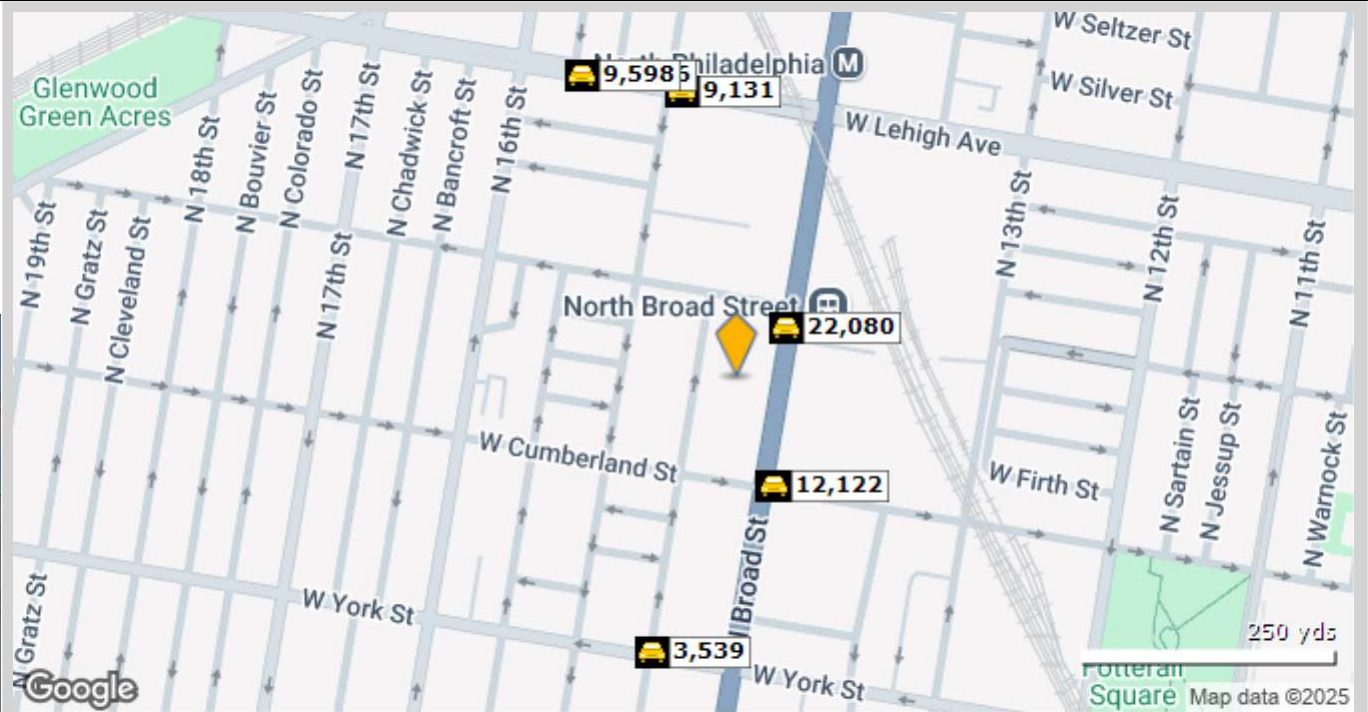 W Seltzer St
North Philadelphia M
9,598
9,131
Glenwood
Green Acres
W Silver St
W Lehigh Ave
N 19th St
N Gratz St
N Cleveland St
N 18th St
N Bouvier St
N Colorado St
N 17th St
N 17th St
N Chadwick St
N Bancroft St
N 16th St
N 13th St
N 12th St
N 11th St
North Broad Street
22,080
W Cumberland St
12,122
W Firth St
N Sartain St
N Jessup St
N Warnock St
N Broad St
W York St
3,539
W York St
N Gratz St
250 yds
Potterall
Square
Google
Map data ©2025